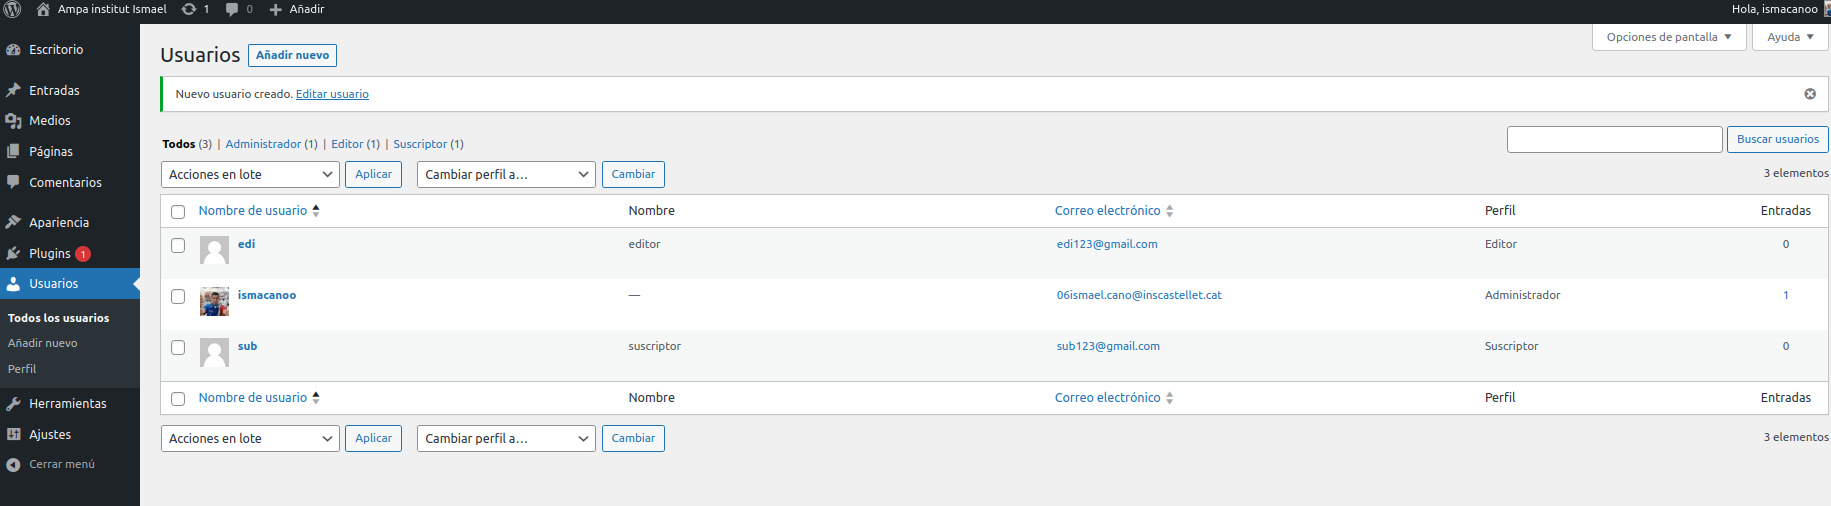 Ampa institut Ismael 1 0 Añadir Hola, ismacanoo
Escritorio
Entradas
Medios
Páginas
Comentarios
Apariencia
Plugins 1
Usuarios
Todos los usuarios
Añadir nuevo
Perfil
Herramientas
Ajustes
Cerrar menú
Opciones de pantalla Ayuda
Usuarios Añadir nuevo
Nuevo usuario creado. Editar usuario
Todos (3) | Administrador (1) | Editor (1) | Suscriptor (1) Buscar usuarios
Acciones en lote Aplicar Cambiar perfil a… Cambiar 3 elementos
Nombre de usuario Nombre Correo electrónico Perfil Entradas
edi editor edi123@gmail.com Editor 0
ismacanoo — 06ismael.cano@inscastellet.cat Administrador 1
sub suscriptor sub123@gmail.com Suscriptor 0
Nombre de usuario Nombre Correo electrónico Perfil Entradas
Acciones en lote Aplicar Cambiar perfil a… Cambiar 3 elementos